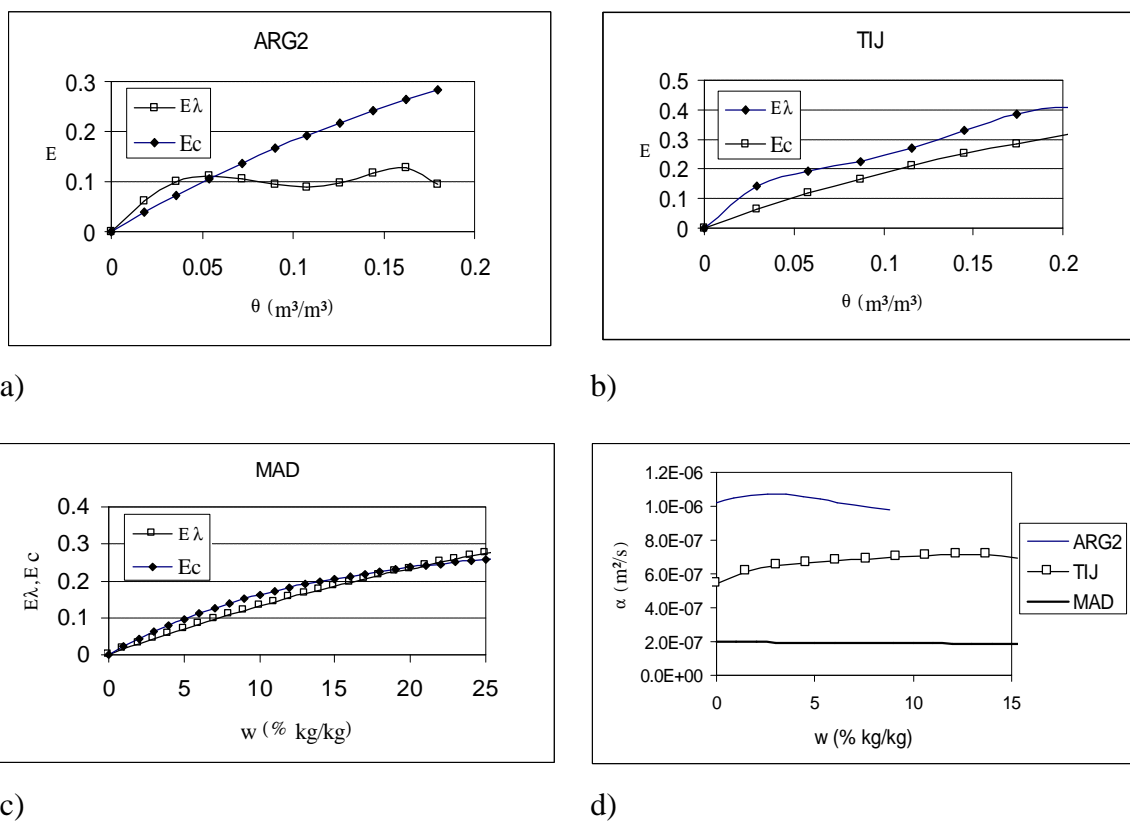 ARG2
0.3
0.2
0.1
0
E
Eλ
Ec
0 0.05 0.1 0.15 0.2
θ (m³/m³)
a)
TIJ
0.5
0.4
0.3
0.2
0.1
0
E
Eλ
Ec
0 0.05 0.1 0.15 0.2
θ (m³/m³)
b)
MAD
0.4
0.3
0.2
0.1
0
Eλ,Ec
Eλ
Ec
0 5 10 15 20 25
w (% kg/kg)
c)
1.2E-06
1.0E-06
8.0E-07
6.0E-07
4.0E-07
2.0E-07
0.0E+00
α (m²/s)
0 5 10 15
w (% kg/kg)
ARG2
TIJ
MAD
d)